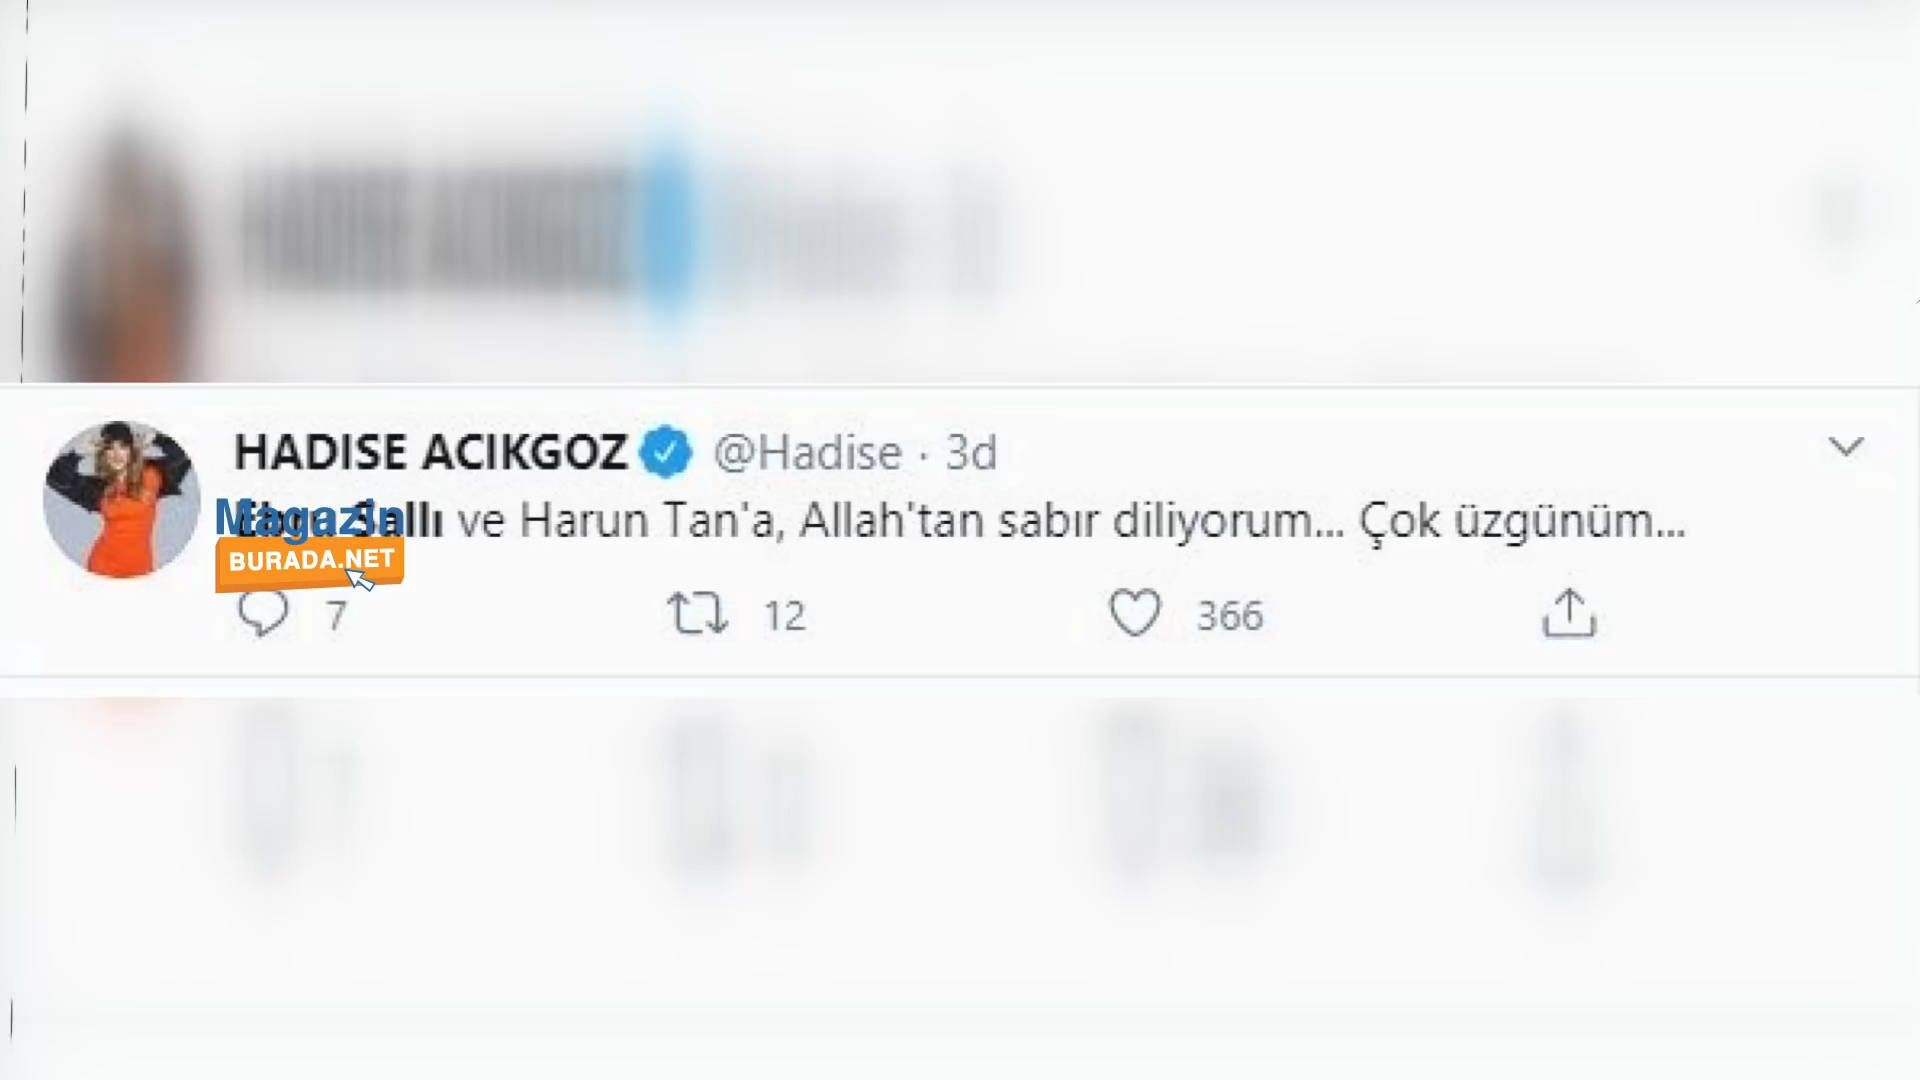 HADISE ACIKGOZ @Hadise · 3d
Şallı ve Harun Tan'a, Allah'tan sabır diliyorum... Çok üzgünüm...
Magazin
BURADA.NET
7 12 366